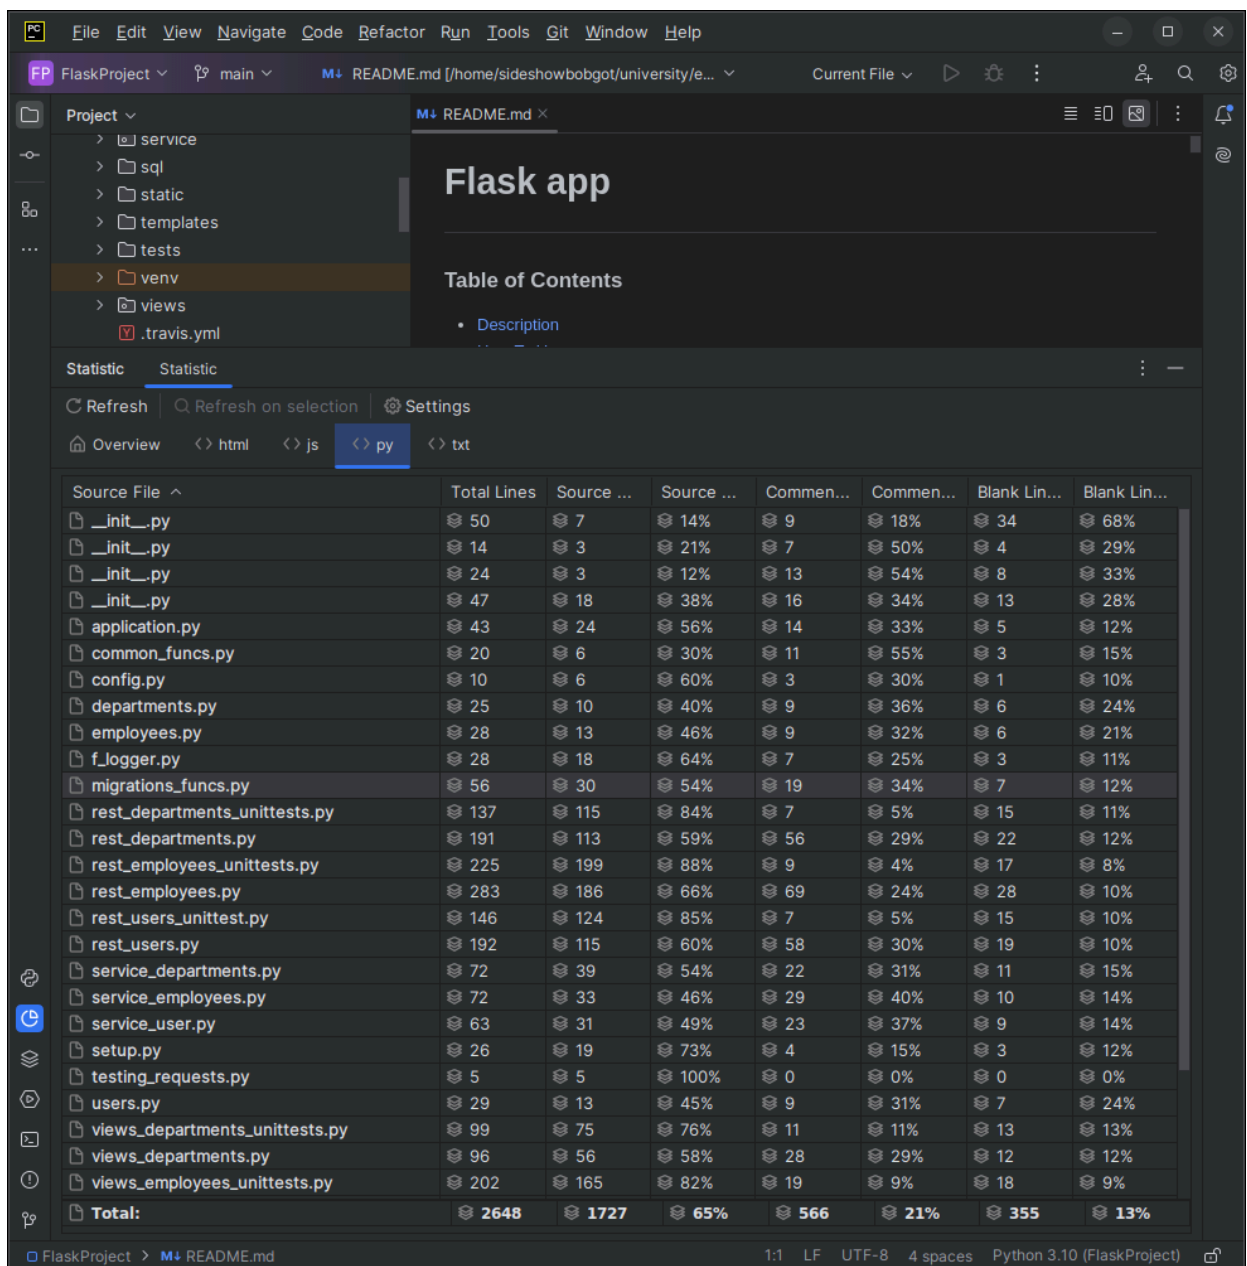 PC File Edit View Navigate Code Refactor Run Tools Git Window Help
FP FlaskProject main M↓ README.md [/home/sideshowbobgot/university/e... Current File
Project
M↓ README.md
service
sql
static
templates
tests
venv
views
.travis.yml
Flask app
Table of Contents
• Description
Statistic Statistic
Refresh Refresh on selection Settings
Overview <> html <> js <> py <> txt
Source File Total Lines Source ... Source ... Commen... Commen... Blank Lin... Blank Lin...
__init__.py 50 7 14% 9 18% 34 68%
__init__.py 14 3 21% 7 50% 4 29%
__init__.py 24 3 12% 13 54% 8 33%
__init__.py 47 18 38% 16 34% 13 28%
application.py 43 24 56% 14 33% 5 12%
common_funcs.py 20 6 30% 11 55% 3 15%
config.py 10 6 60% 3 30% 1 10%
departments.py 25 10 40% 9 36% 6 24%
employees.py 28 13 46% 9 32% 6 21%
f_logger.py 28 18 64% 7 25% 3 11%
migrations_funcs.py 56 30 54% 19 34% 7 12%
rest_departments_unittests.py 137 115 84% 7 5% 15 11%
rest_departments.py 191 113 59% 56 29% 22 12%
rest_employees_unittests.py 225 199 88% 9 4% 17 8%
rest_employees.py 283 186 66% 69 24% 28 10%
rest_users_unittest.py 146 124 85% 7 5% 15 10%
rest_users.py 192 115 60% 58 30% 19 10%
service_departments.py 72 39 54% 22 31% 11 15%
service_employees.py 72 33 46% 29 40% 10 14%
service_user.py 63 31 49% 23 37% 9 14%
setup.py 26 19 73% 4 15% 3 12%
testing_requests.py 5 5 100% 0 0% 0 0%
users.py 29 13 45% 9 31% 7 24%
views_departments_unittests.py 99 75 76% 11 11% 13 13%
views_departments.py 96 56 58% 28 29% 12 12%
views_employees_unittests.py 202 165 82% 19 9% 18 9%
Total: 2648 1727 65% 566 21% 355 13%
FlaskProject > M↓ README.md 1:1 LF UTF-8 4 spaces Python 3.10 (FlaskProject)